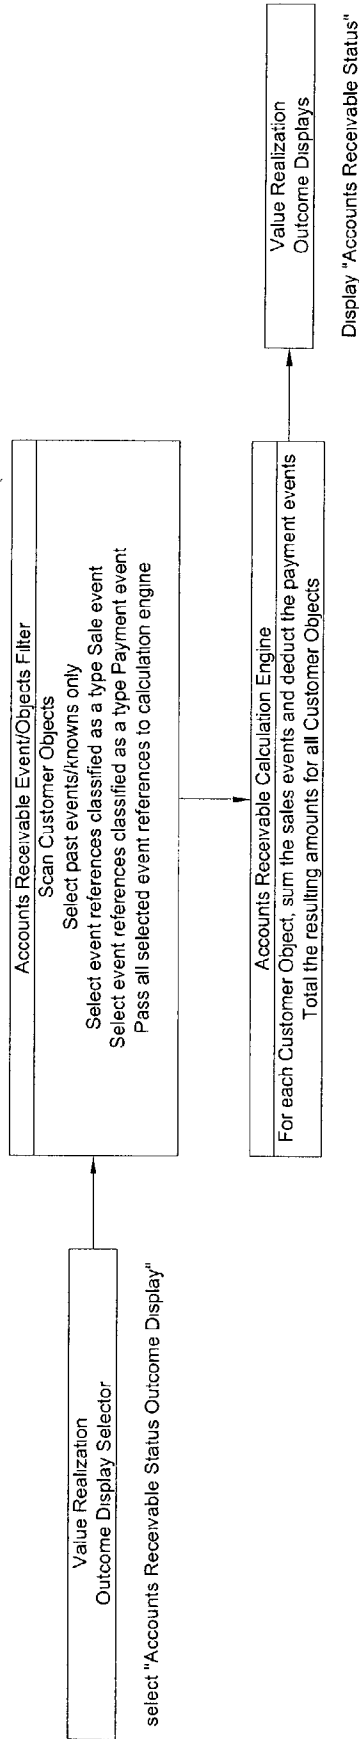 Value Realization
Outcome Display Selector
select "Accounts Receivable Status Outcome Display"
Accounts Receivable Event/Objects Filter
Scan Customer Objects
Select past events/knowns only
Select event references classified as a type Sale event
Select event references classified as a type Payment event
Pass all selected event references to calculation engine
Accounts Receivable Calculation Engine
For each Customer Object, sum the sales events and deduct the payment events
Total the resulting amounts for all Customer Objects
Value Realization
Outcome Displays
Display "Accounts Receivable Status"